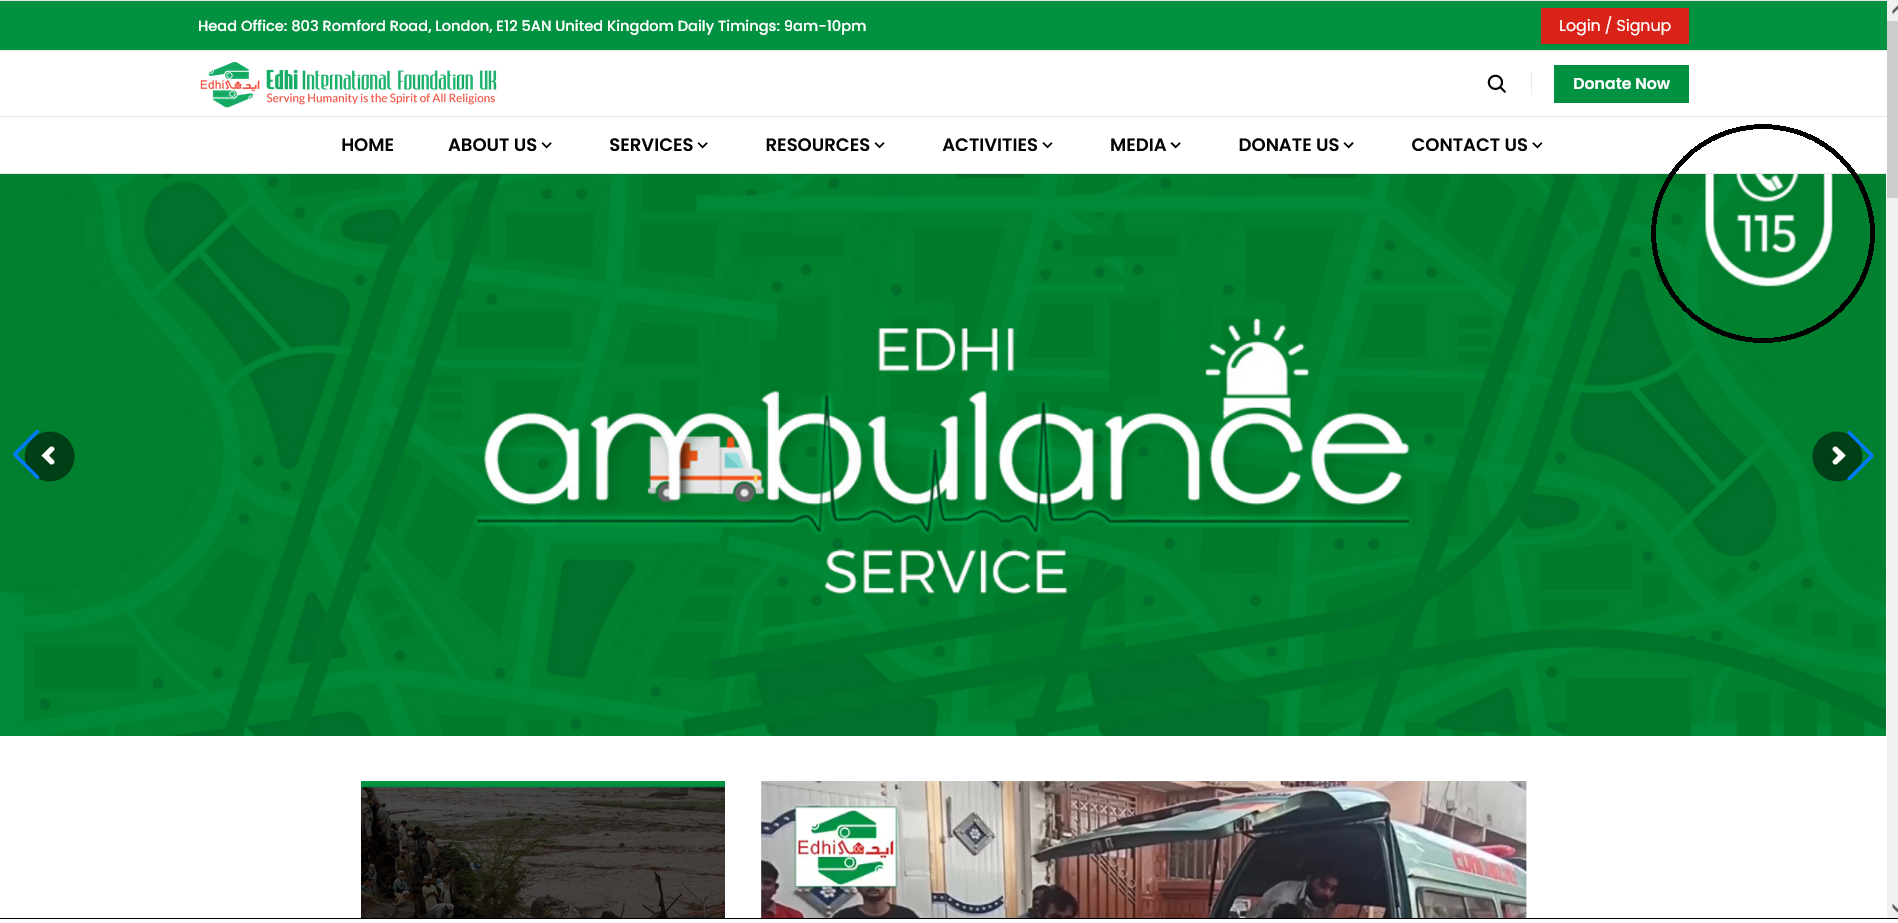 Head Office: 803 Romford Road, London, E12 5AN United Kingdom Daily Timings: 9am-10pm
Login / Signup
Edhi ایدھی
Edhi International Foundation UK
Serving Humanity is the Spirit of All Religions
Donate Now
HOME ABOUT US SERVICES RESOURCES ACTIVITIES MEDIA DONATE US CONTACT US
115
EDHI
ambulance
SERVICE
Edhi ایدھی